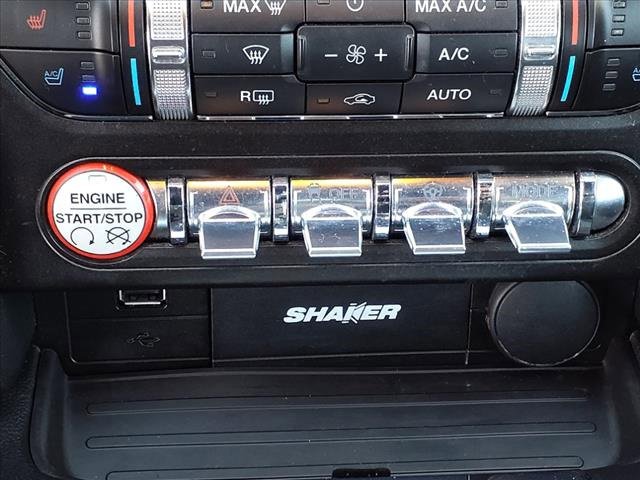 MAX MAX A/C
A/C - + A/C A/C
R AUTO
ENGINE
START/STOP
OFF MODE
SHAKER